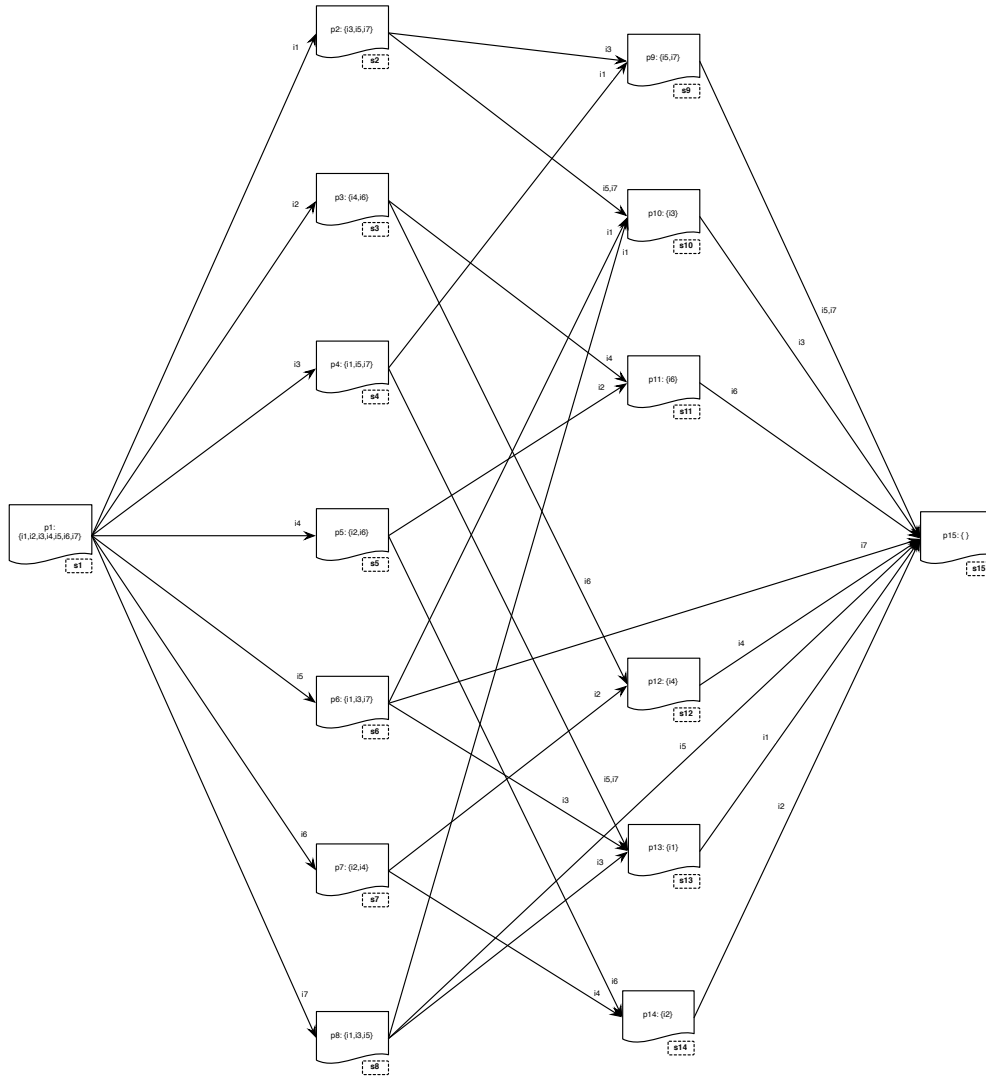 p2: {i3,i5,i7}
s2
i1
i3
p9: {i5,i7}
s9
i1
i5,i7
p3: {i4,i6}
s3
i2
p10: {i3}
s10
i1
i1
i5,i7
i3
p4: {i1,i5,i7}
s4
i3
i4
p11: {i6}
s11
i2
i6
p1:
{i1,i2,i3,i4,i5,i6,i7}
s1
i4
p5: {i2,i6}
s5
p15: { }
s15
i7
i6
i4
p12: {i4}
s12
i2
i5
p6: {i1,i3,i7}
s6
i5
i1
i5,i7
i3
i2
i6
p13: {i1}
s13
i3
p7: {i2,i4}
s7
i6
i4
p14: {i2}
s14
i7
p8: {i1,i3,i5}
s8